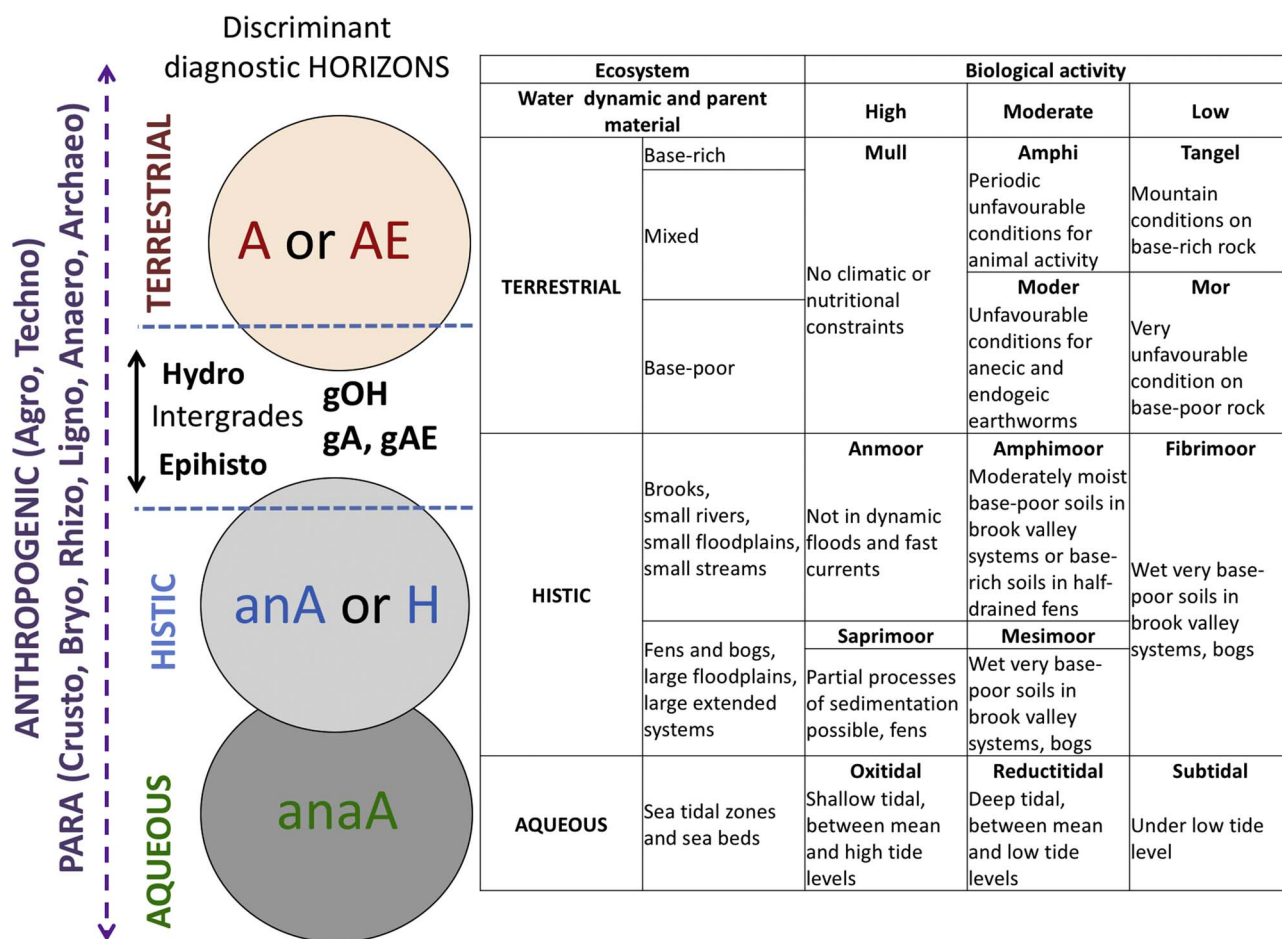 Discriminant
diagnostic HORIZONS
ANTHROPOGENIC (Agro, Techno)
PARA (Crusto, Bryo, Rhizo, Ligno, Anaero, Archaeo)
TERRESTRIAL
A or AE
Hydro
Intergrades
Epihisto
gOH
gA, gAE
HISTIC
anA or H
AQUEOUS
anaA
Ecosystem
Biological activity
Water dynamic and parent
material
High
Moderate
Low
TERRESTRIAL
Base-rich
Mixed
Base-poor
Mull
No climatic or
nutritional
constraints
Amphi
Periodic
unfavourable
conditions for
animal activity
Tangel
Mountain
conditions on
base-rich rock
Moder
Unfavourable
conditions for
anecic and
endogeic
earthworms
Mor
Very
unfavourable
condition on
base-poor rock
HISTIC
Brooks,
small rivers,
small floodplains,
small streams
Anmoor
Not in dynamic
floods and fast
currents
Amphimoor
Moderately moist
base-poor soils in
brook valley
systems or base-
rich soils in half-
drained fens
Fibrimoor
Wet very base-
poor soils in
brook valley
systems, bogs
Fens and bogs,
large floodplains,
large extended
systems
Saprimoor
Partial processes
of sedimentation
possible, fens
Mesimoor
Wet very base-
poor soils in
brook valley
systems, bogs
AQUEOUS
Sea tidal zones
and sea beds
Oxitidal
Shallow tidal,
between mean
and high tide
levels
Reductitidal
Deep tidal,
between mean
and low tide
levels
Subtidal
Under low tide
level